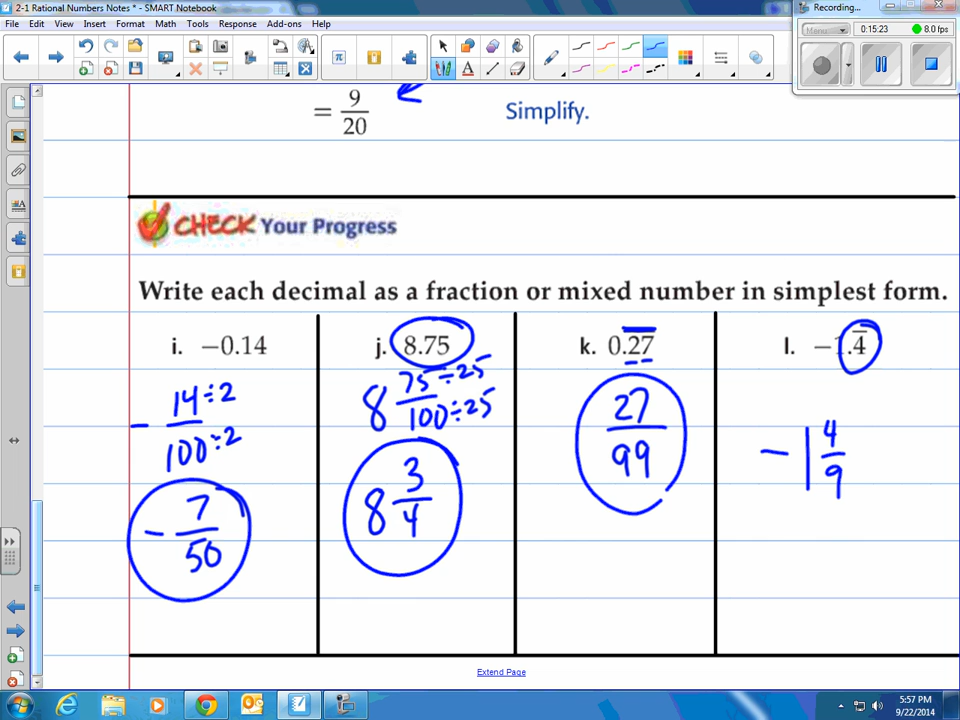 2-1 Rational Numbers Notes * - SMART Notebook
Recording...
File Edit View Insert Format Math Tools Response Add-ons Help
Menu 0:15:23 8.0 fps
= 9/20 Simplify.
CHECK Your Progress
Write each decimal as a fraction or mixed number in simplest form.
i. −0.14 j. 8.75 k. 0.2̅7̅ l. −1.4̅
- 14÷2/100÷2 8 75÷25/100÷25 27/99 -1 4/9
- 7/50 8 3/4
Extend Page
5:57 PM
9/22/2014